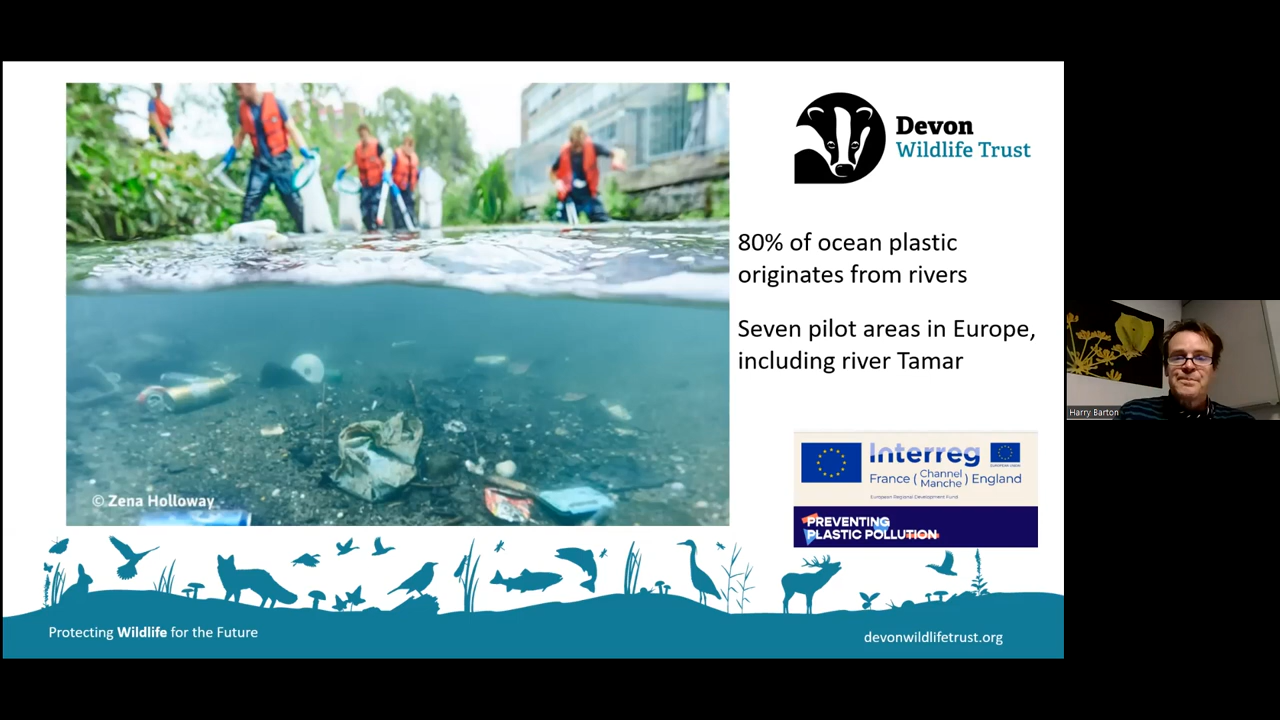 Devon
Wildlife Trust
80% of ocean plastic
originates from rivers
Seven pilot areas in Europe,
including river Tamar
© Zena Holloway
Interreg
EUROPEAN UNION
France ( Channel Manche ) England
European Regional Development Fund
PREVENTING
PLASTIC POLLUTION
Protecting Wildlife for the Future
devonwildlifetrust.org
Harry Barton